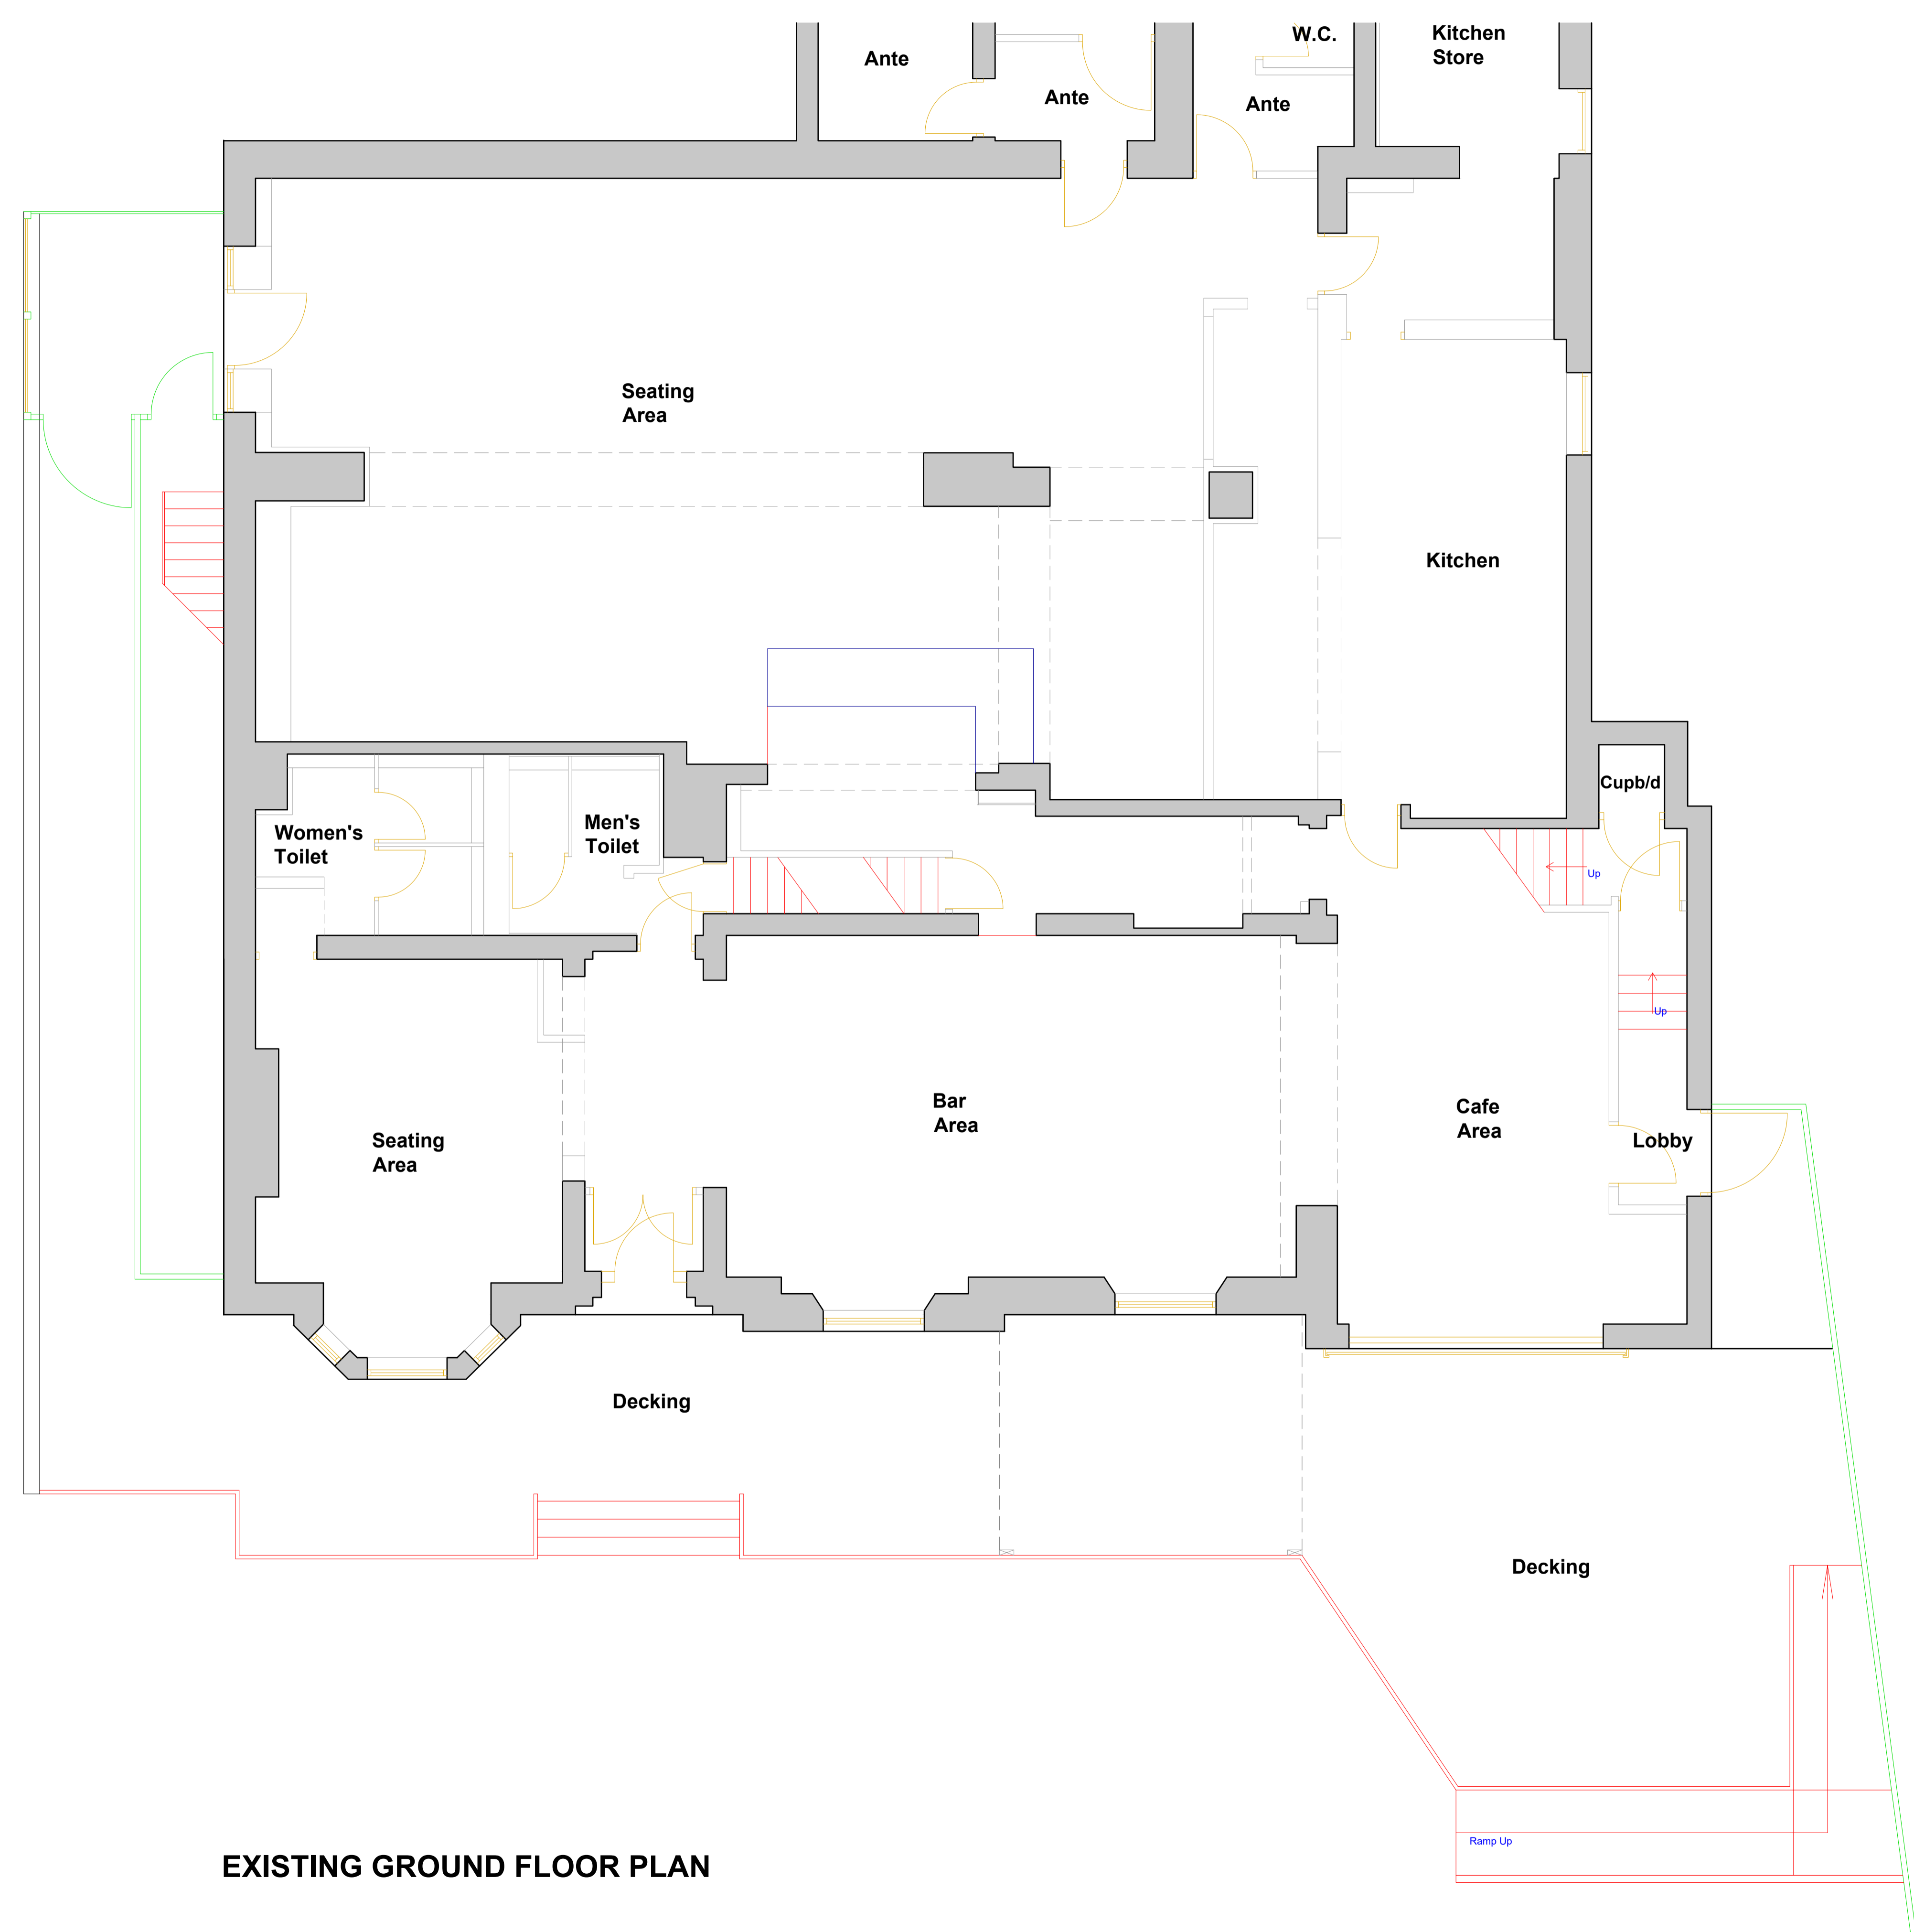 W.C.
Kitchen
Store
Ante
Ante
Ante
Seating
Area
Kitchen
Cupb/d
Women's
Toilet
Men's
Toilet
Up
Up
Bar
Area
Cafe
Area
Seating
Area
Lobby
Decking
Decking
Ramp Up
EXISTING GROUND FLOOR PLAN